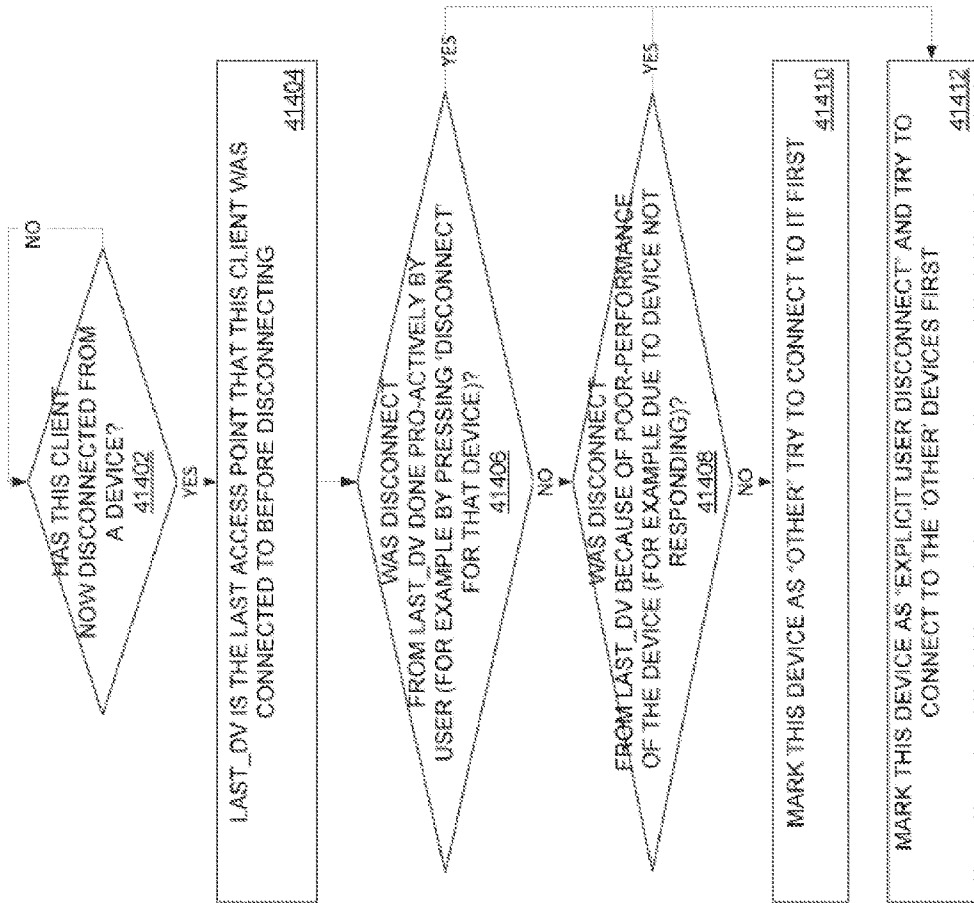 HAS THIS CLIENT
NOW DISCONNECTED FROM
A DEVICE?
41402
NO
YES
LAST_DV IS THE LAST ACCESS POINT THAT THIS CLIENT WAS
CONNECTED TO BEFORE DISCONNECTING
41404
WAS DISCONNECT
FROM LAST_DV DONE PRO-ACTIVELY BY
USER (FOR EXAMPLE BY PRESSING 'DISCONNECT'
FOR THAT DEVICE)?
41406
YES
NO
WAS DISCONNECT
FROM LAST_DV BECAUSE OF POOR-PERFORMANCE
OF THE DEVICE (FOR EXAMPLE DUE TO DEVICE NOT
RESPONDING)?
41408
YES
NO
MARK THIS DEVICE AS 'OTHER' TRY TO CONNECT TO IT FIRST
41410
MARK THIS DEVICE AS 'EXPLICIT USER DISCONNECT' AND TRY TO
CONNECT TO THE 'OTHER' DEVICES FIRST
41412